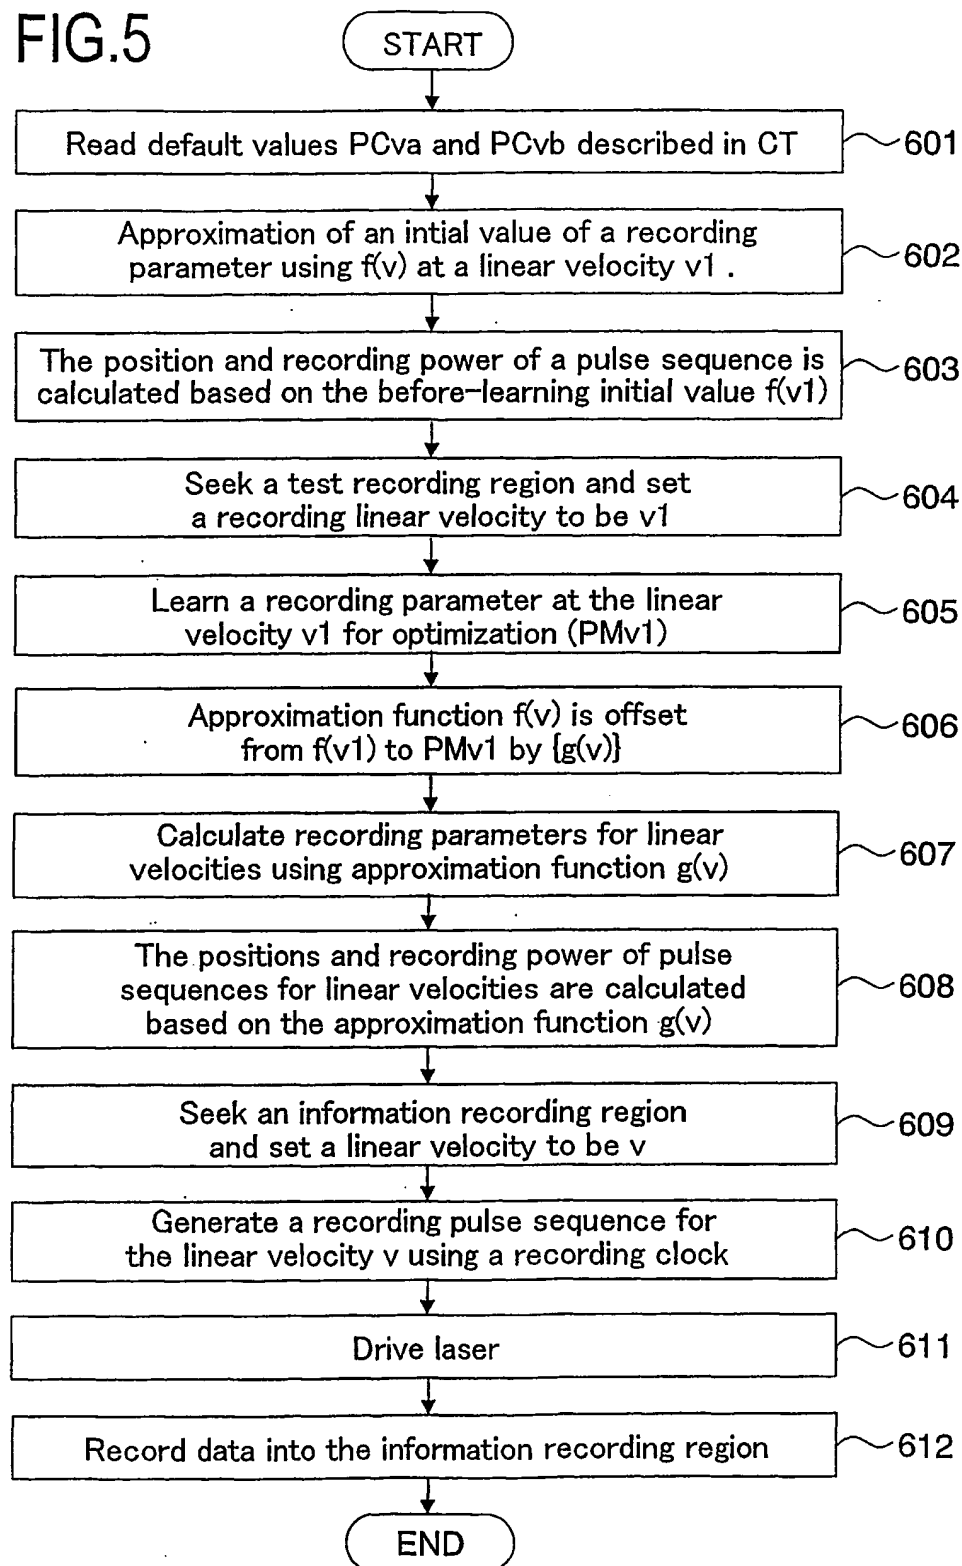 FIG.5
START
Read default values PCva and PCvb described in CT
601
Approximation of an intial value of a recording
parameter using f(v) at a linear velocity v1 .
602
The position and recording power of a pulse sequence is
calculated based on the before-learning initial value f(v1)
603
Seek a test recording region and set
a recording linear velocity to be v1
604
Learn a recording parameter at the linear
velocity v1 for optimization (PMv1)
605
Approximation function f(v) is offset
from f(v1) to PMv1 by {g(v)}
606
Calculate recording parameters for linear
velocities using approximation function g(v)
607
The positions and recording power of pulse
sequences for linear velocities are calculated
based on the approximation function g(v)
608
Seek an information recording region
and set a linear velocity to be v
609
Generate a recording pulse sequence for
the linear velocity v using a recording clock
610
Drive laser
611
Record data into the information recording region
612
END